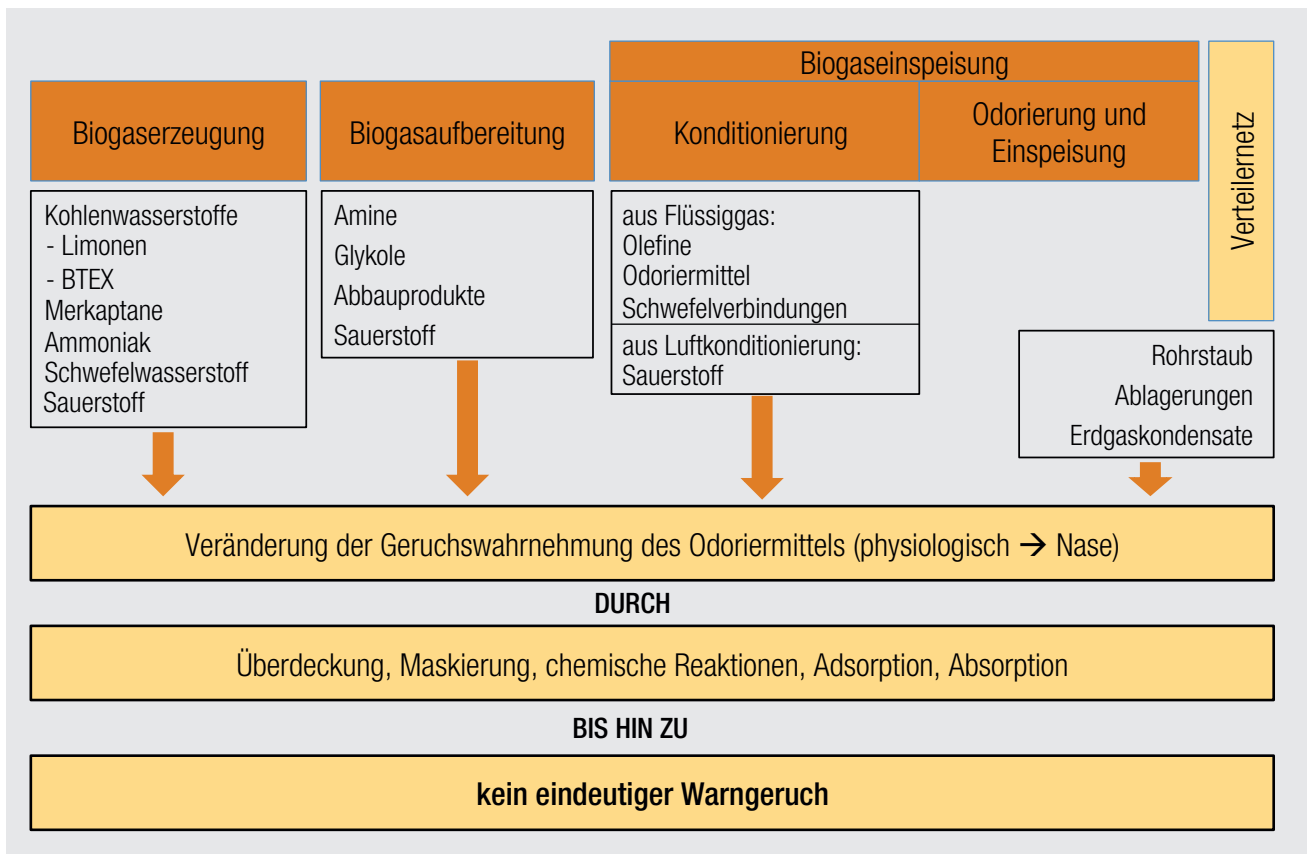 Biogaseinspeisung
Biogaserzeugung
Biogasaufbereitung
Konditionierung
Odorierung und
Einspeisung
Verteilernetz
Kohlenwasserstoffe
- Limonen
- BTEX
Merkaptane
Ammoniak
Schwefelwasserstoff
Sauerstoff
Amine
Glykole
Abbauprodukte
Sauerstoff
aus Flüssiggas:
Olefine
Odoriermittel
Schwefelverbindungen
aus Luftkonditionierung:
Sauerstoff
Rohrstaub
Ablagerungen
Erdgaskondensate
Veränderung der Geruchswahrnehmung des Odoriermittels (physiologisch → Nase)
DURCH
Überdeckung, Maskierung, chemische Reaktionen, Adsorption, Absorption
BIS HIN ZU
kein eindeutiger Warngeruch